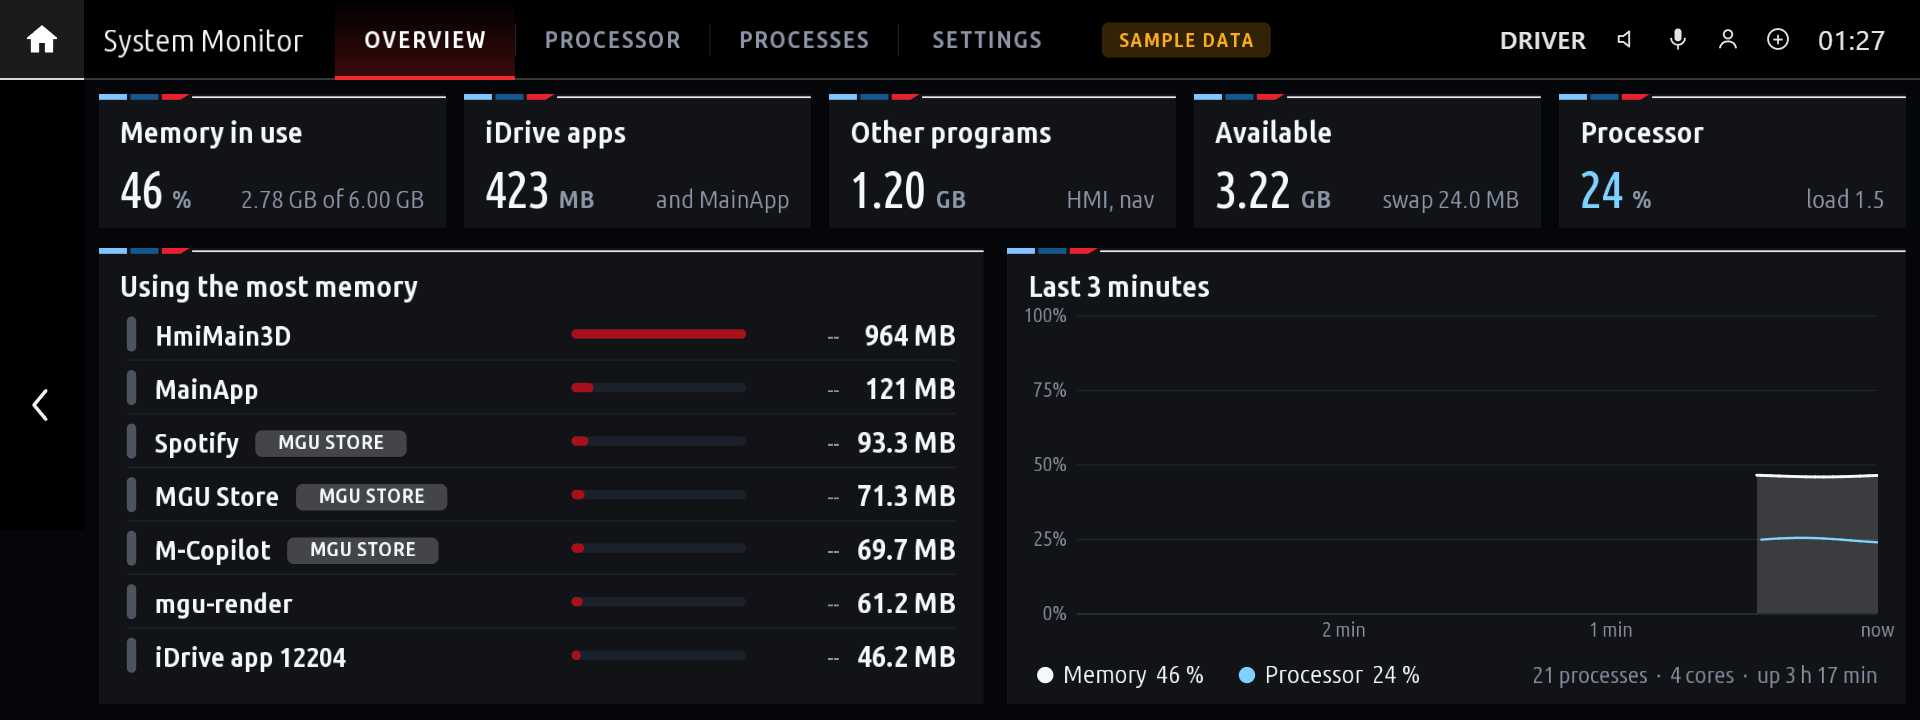 System Monitor OVERVIEW PROCESSOR PROCESSES SETTINGS SAMPLE DATA DRIVER 01:27
Memory in use
46 % 2.78 GB of 6.00 GB
iDrive apps
423 MB and MainApp
Other programs
1.20 GB HMI, nav
Available
3.22 GB swap 24.0 MB
Processor
24 % load 1.5
Using the most memory
HmiMain3D -- 964 MB
MainApp -- 121 MB
Spotify MGU STORE -- 93.3 MB
MGU Store MGU STORE -- 71.3 MB
M-Copilot MGU STORE -- 69.7 MB
mgu-render -- 61.2 MB
iDrive app 12204 -- 46.2 MB
Last 3 minutes
100%
75%
50%
25%
0%
2 min 1 min now
Memory 46 % Processor 24 % 21 processes · 4 cores · up 3 h 17 min